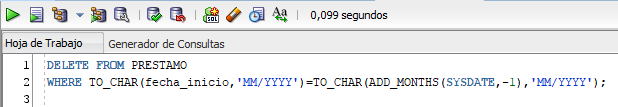 0,099 segundos
Hoja de Trabajo Generador de Consultas
1 DELETE FROM PRESTAMO
2 WHERE TO_CHAR(fecha_inicio,'MM/YYYY')=TO_CHAR(ADD_MONTHS(SYSDATE,-1),'MM/YYYY');
3